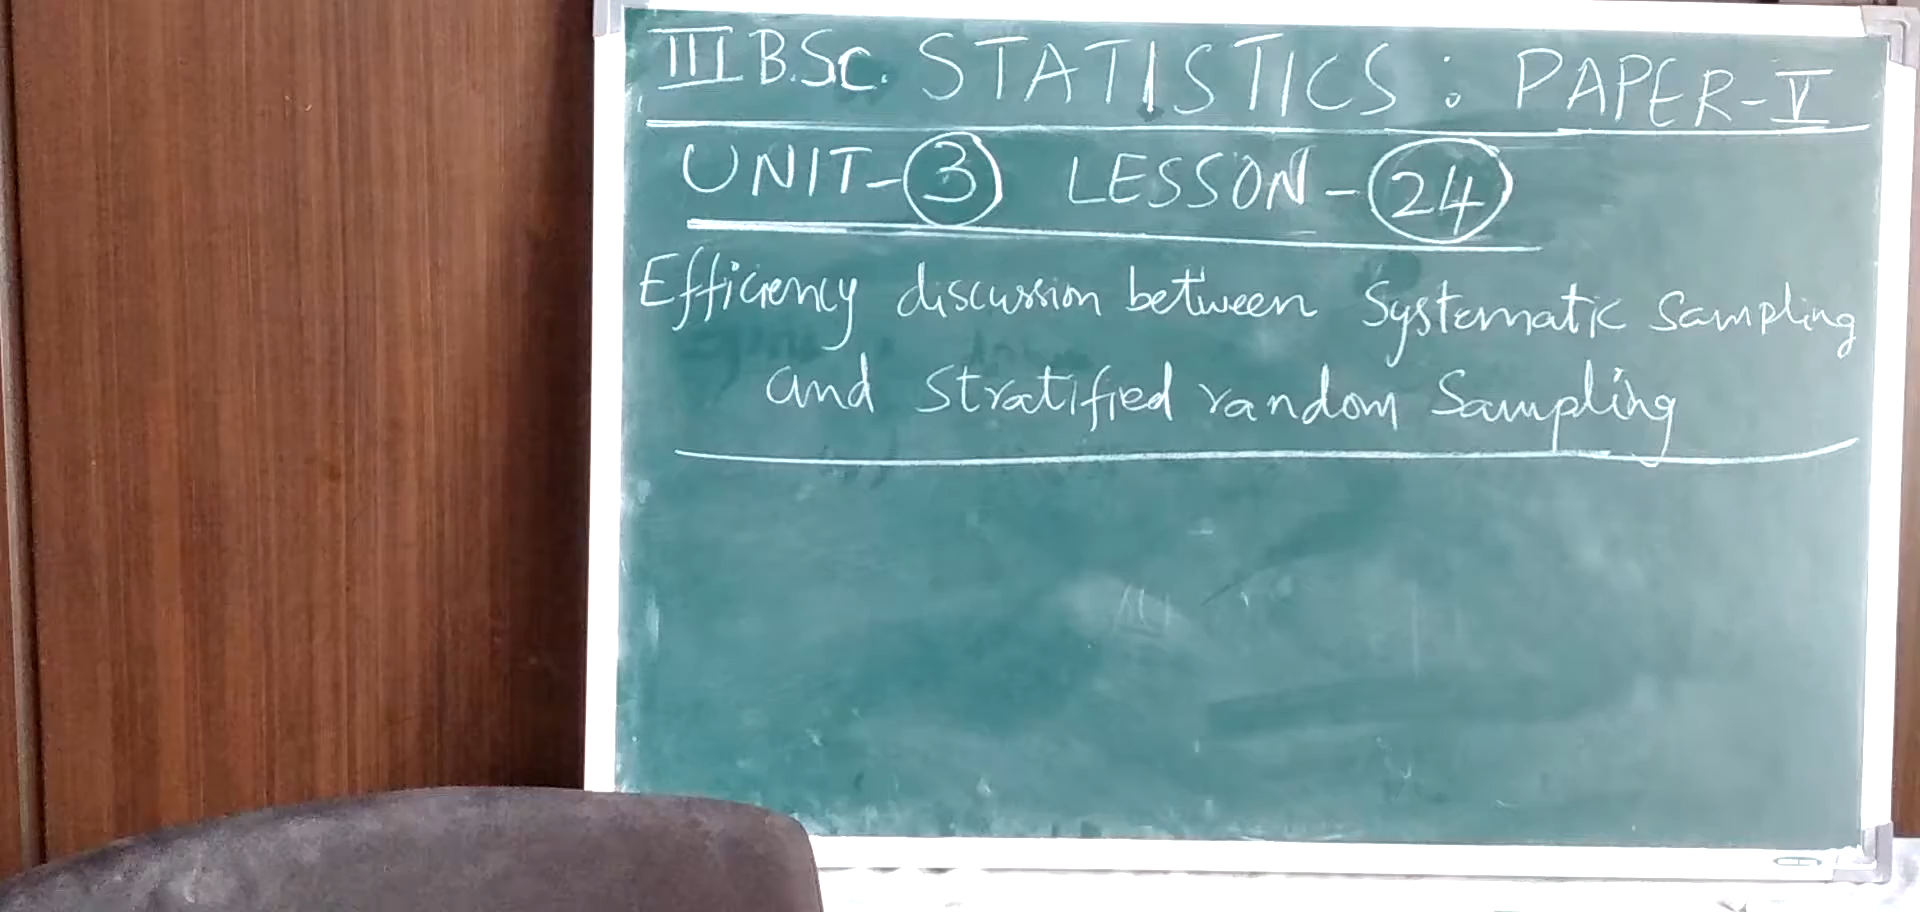 III B.Sc. STATISTICS : PAPER-V
UNIT-3 LESSON-24
Efficiency discussion between Systematic Sampling
and Stratified random Sampling